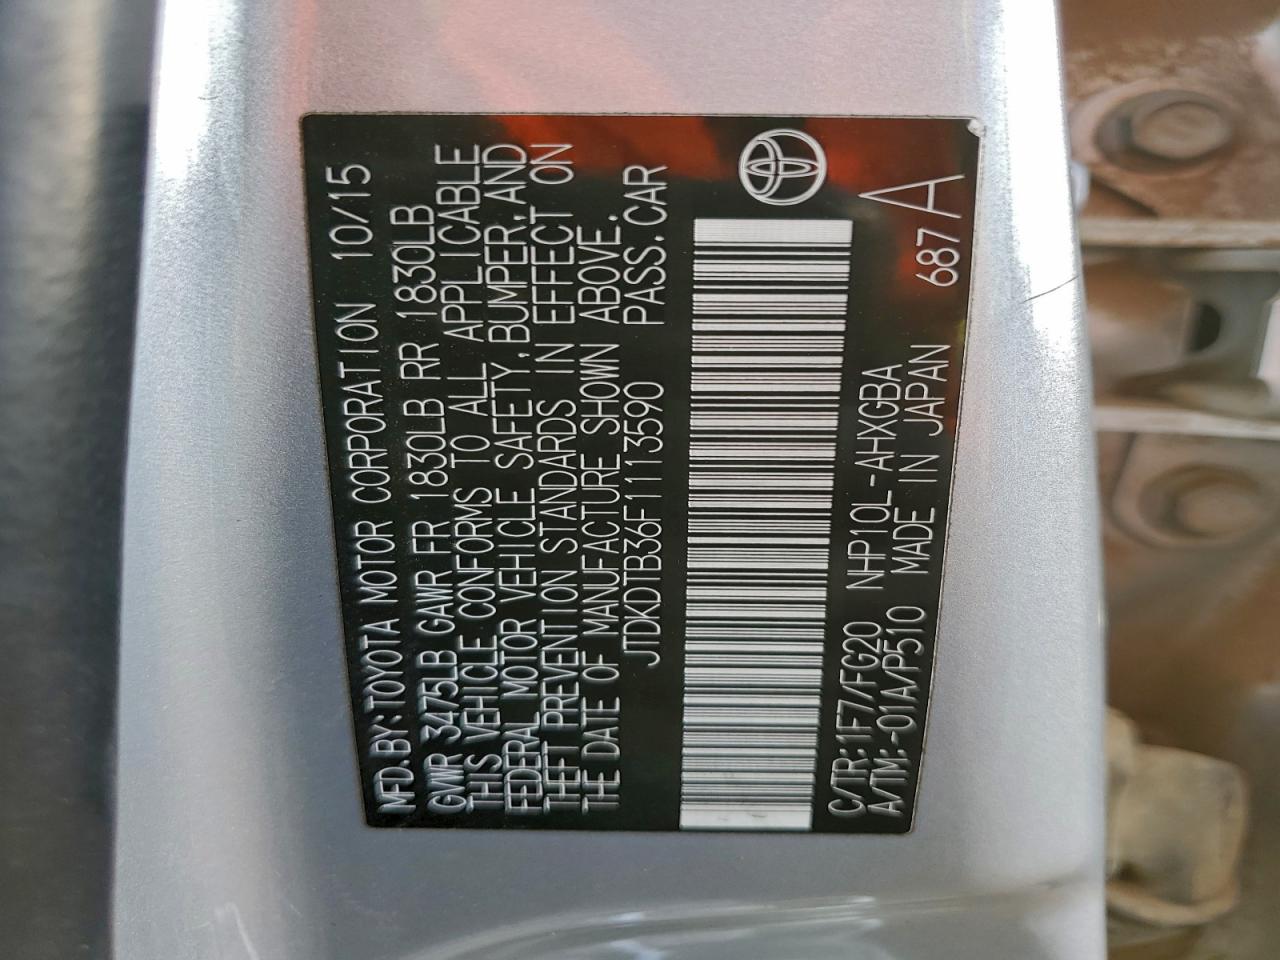 MFD.BY:TOYOTA MOTOR CORPORATION 10/15
GVWR 3475LB GAWR FR 1830LB RR 1830LB
THIS VEHICLE CONFORMS TO ALL APPLICABLE
FEDERAL MOTOR VEHICLE SAFETY,BUMPER,AND
THEFT PREVENTION STANDARDS IN EFFECT ON
THE DATE OF MANUFACTURE SHOWN ABOVE.
JTDKDTB36F1113590 PASS.CAR
C/TR:1F7/FG20 NHP10L-AHXGBA A
A/TM:-01A/P510 MADE IN JAPAN 687